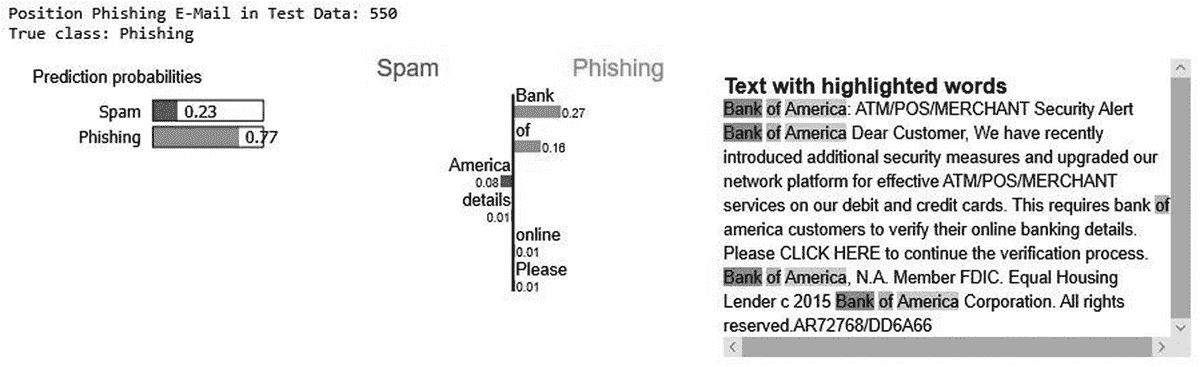 Position Phishing E-Mail in Test Data: 550
True class: Phishing
Prediction probabilities
Spam 0.23
Phishing 0.77
Spam Phishing
Bank
0.27
of
0.16
America
0.08
details
0.01
online
0.01
Please
0.01
Text with highlighted words
Bank of America: ATM/POS/MERCHANT Security Alert
Bank of America Dear Customer, We have recently
introduced additional security measures and upgraded our
network platform for effective ATM/POS/MERCHANT
services on our debit and credit cards. This requires bank of
america customers to verify their online banking details.
Please CLICK HERE to continue the verification process.
Bank of America, N.A. Member FDIC. Equal Housing
Lender c 2015 Bank of America Corporation. All rights
reserved.AR72768/DD6A66